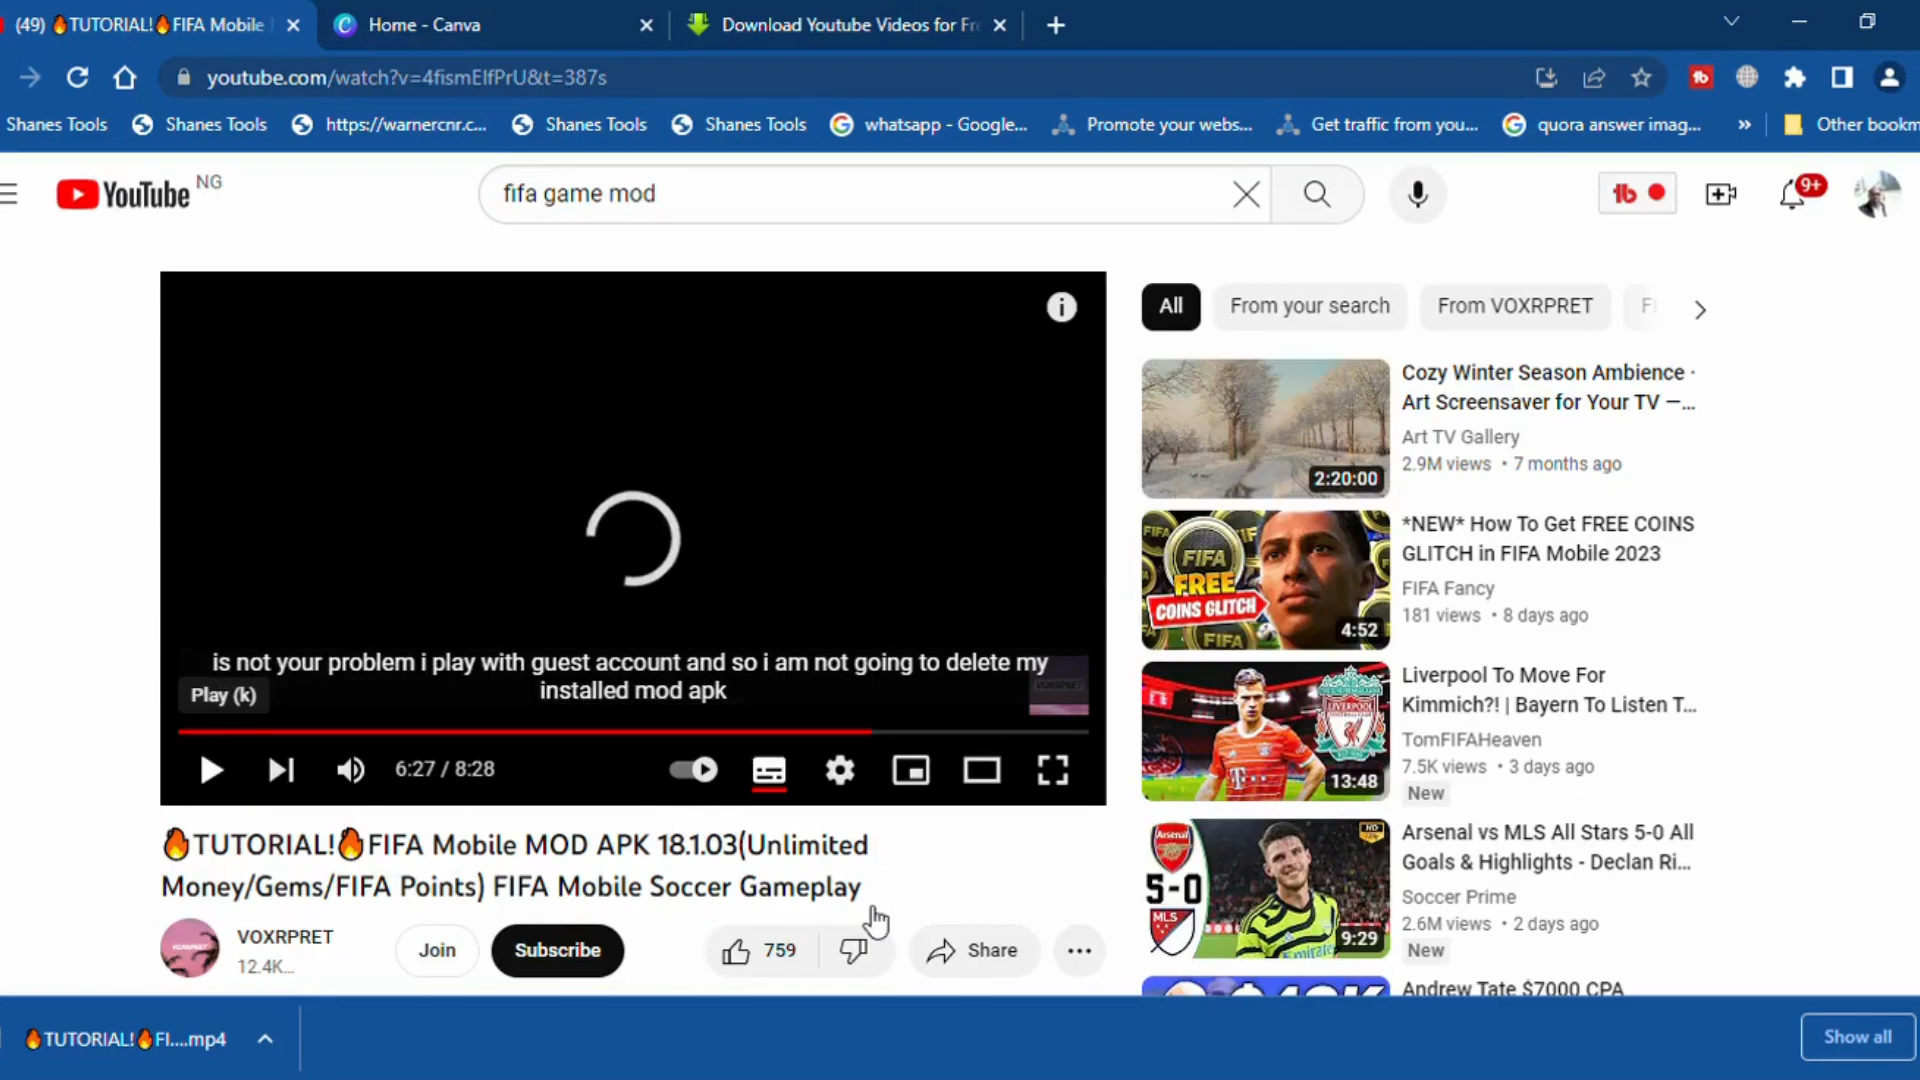 (49) 🔥TUTORIAL!🔥FIFA Mobile
Home - Canva
Download Youtube Videos for Fre
youtube.com/watch?v=4fismElfPrU&t=387s
Shanes Tools
Shanes Tools
https://warnercnr.c...
Shanes Tools
Shanes Tools
whatsapp - Google...
Promote your webs...
Get traffic from you...
quora answer imag...
»
Other bookm
YouTube NG
fifa game mod
9+
All
From your search
From VOXRPRET
is not your problem i play with guest account and so i am not going to delete my
installed mod apk
Play (k)
6:27 / 8:28
🔥TUTORIAL!🔥FIFA Mobile MOD APK 18.1.03(Unlimited
Money/Gems/FIFA Points) FIFA Mobile Soccer Gameplay
VOXRPRET
12.4K...
Join
Subscribe
759
Share
Cozy Winter Season Ambience ·
Art Screensaver for Your TV —...
Art TV Gallery
2.9M views • 7 months ago
2:20:00
FIFA
FREE
COINS GLITCH
FIFA
4:52
*NEW* How To Get FREE COINS
GLITCH in FIFA Mobile 2023
FIFA Fancy
181 views • 8 days ago
13:48
Liverpool To Move For
Kimmich?! | Bayern To Listen T...
TomFIFAHeaven
7.5K views • 3 days ago
New
Arsenal
5-0
MLS
HD
9:29
Arsenal vs MLS All Stars 5-0 All
Goals & Highlights - Declan Ri...
Soccer Prime
2.6M views • 2 days ago
New
Andrew Tate $7000 CPA
🔥TUTORIAL!🔥FI....mp4
Show all